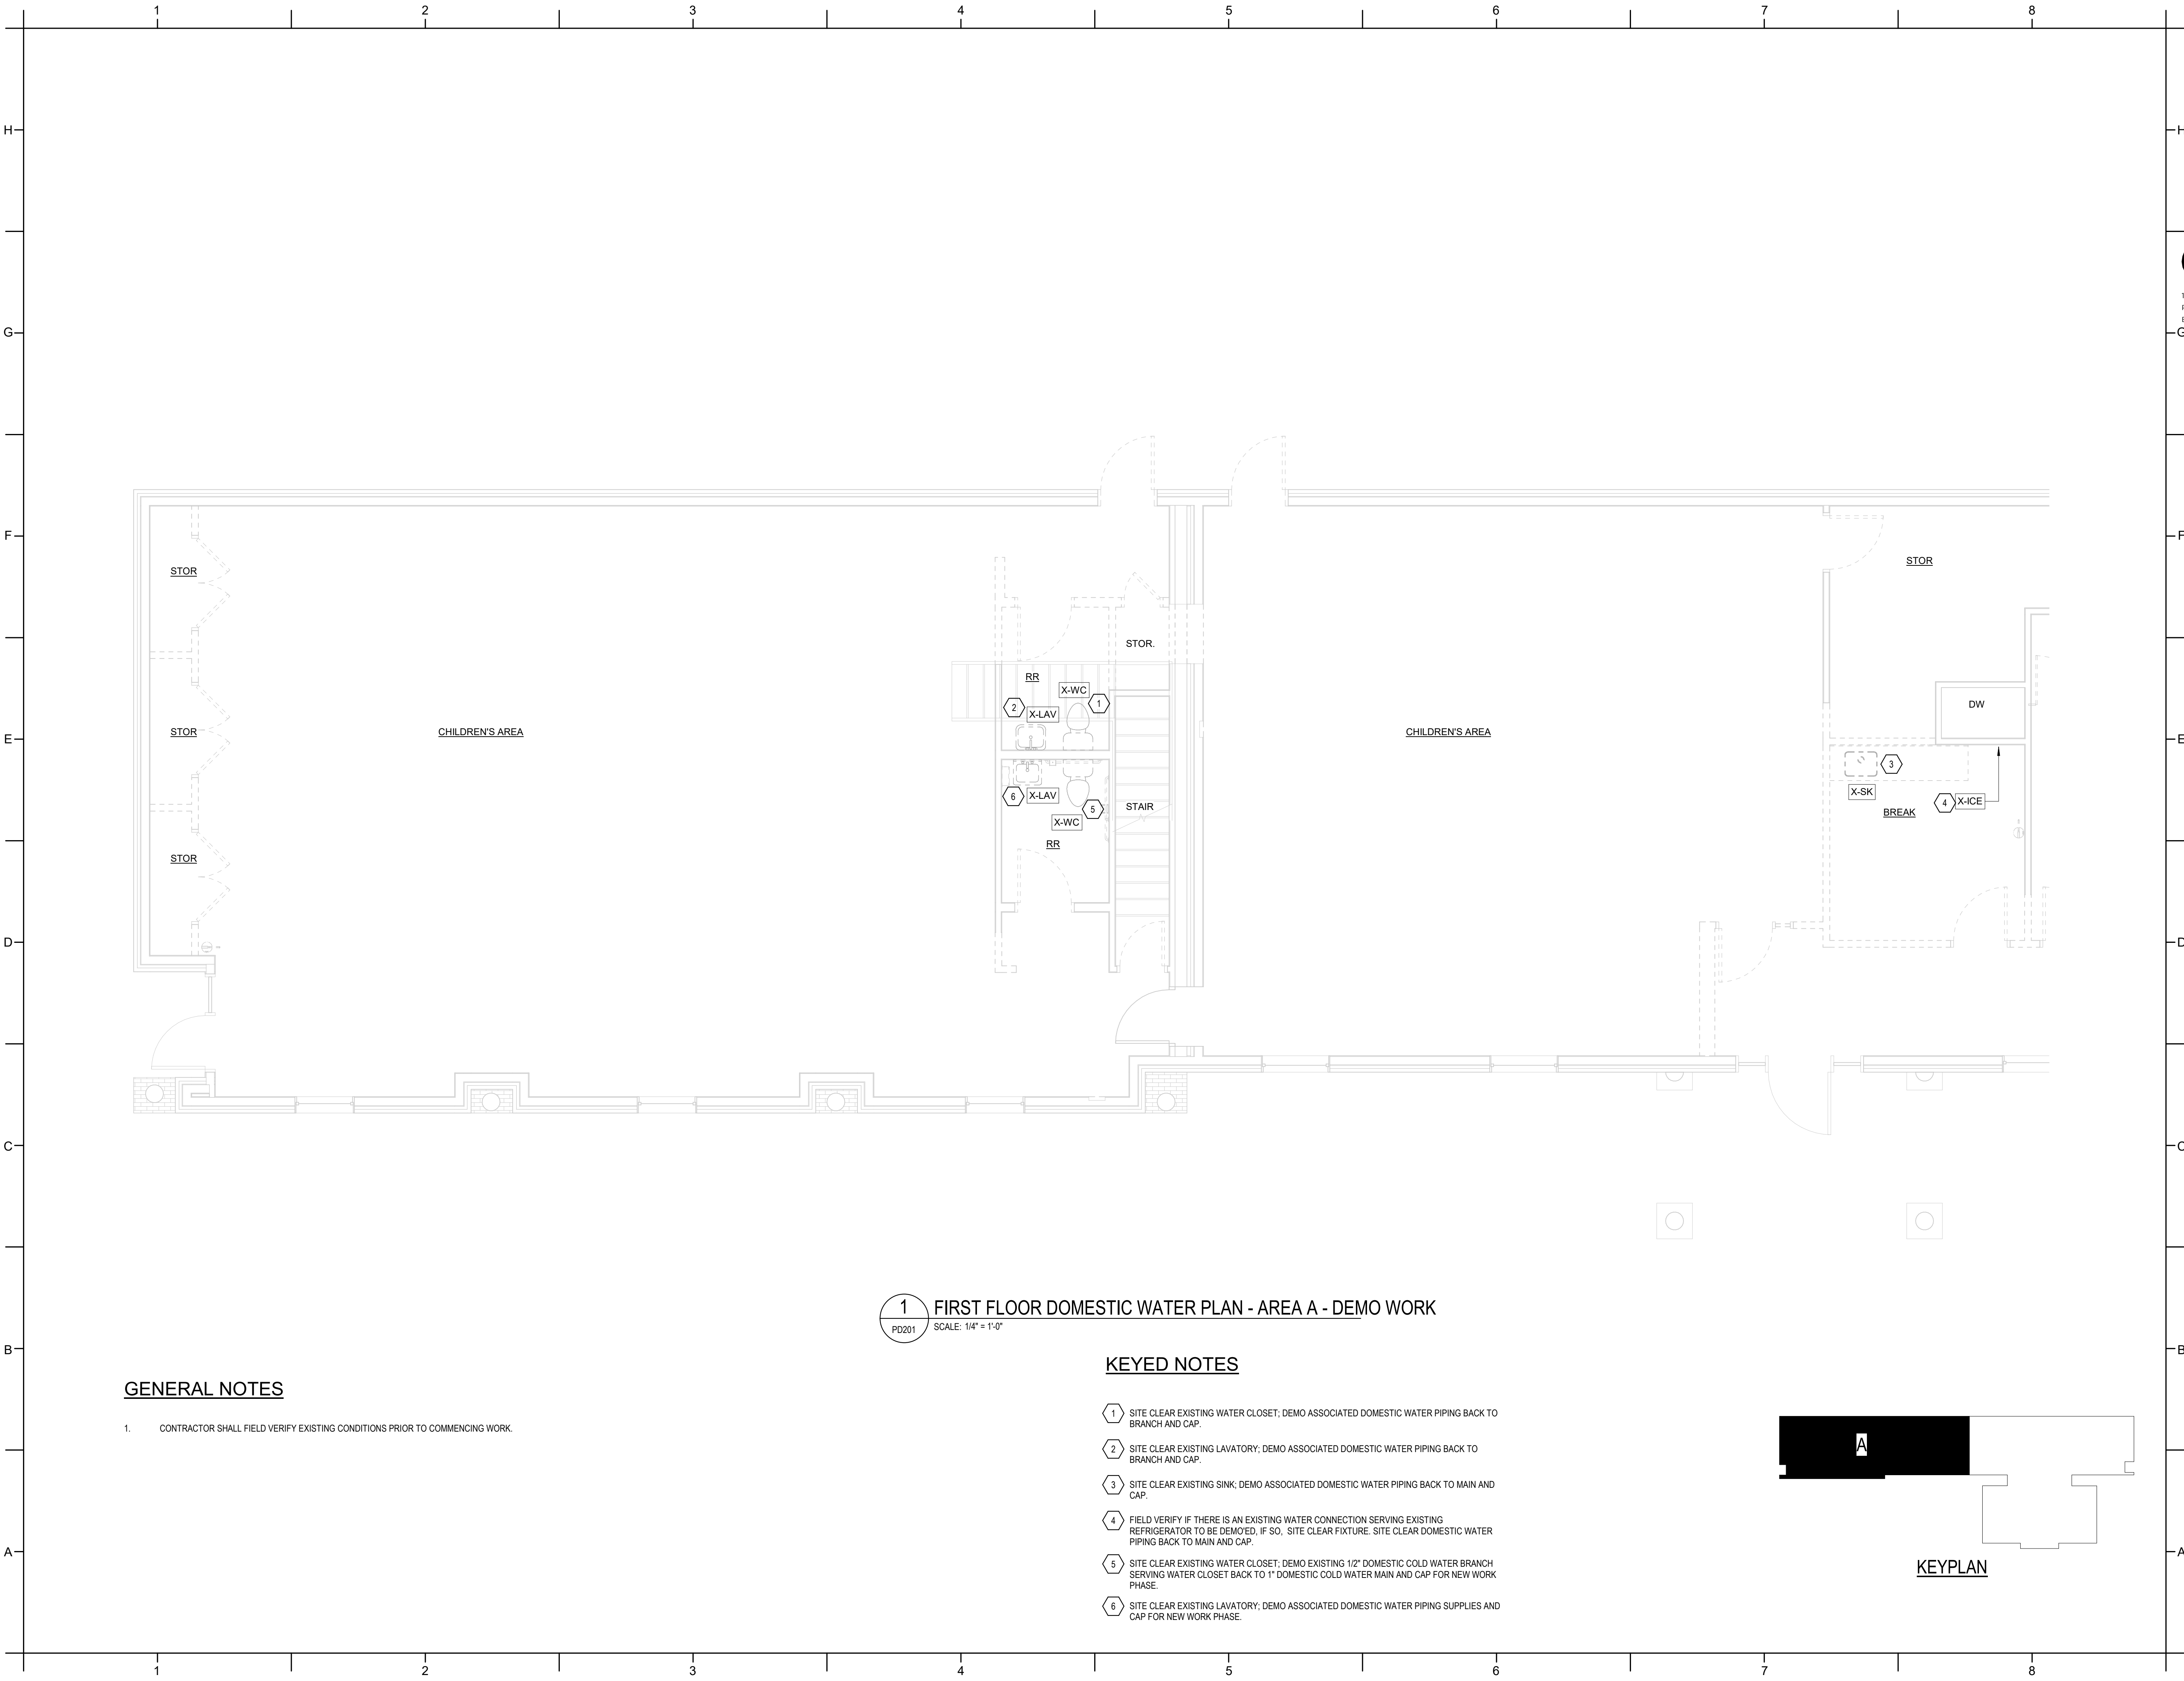 1 2 3 4 5 6 7 8
H H
G G
F F
E E
D D
C C
B B
A A
STOR
STOR
STOR
CHILDREN'S AREA
STOR.
RR
X-WC
1
2
X-LAV
6
X-LAV
5
X-WC
RR
STAIR
CHILDREN'S AREA
STOR
DW
3
X-SK
4
X-ICE
BREAK
1
PD201
FIRST FLOOR DOMESTIC WATER PLAN - AREA A - DEMO WORK
SCALE: 1/4" = 1'-0"
GENERAL NOTES
1. CONTRACTOR SHALL FIELD VERIFY EXISTING CONDITIONS PRIOR TO COMMENCING WORK.
KEYED NOTES
1 SITE CLEAR EXISTING WATER CLOSET; DEMO ASSOCIATED DOMESTIC WATER PIPING BACK TO
BRANCH AND CAP.
2 SITE CLEAR EXISTING LAVATORY; DEMO ASSOCIATED DOMESTIC WATER PIPING BACK TO
BRANCH AND CAP.
3 SITE CLEAR EXISTING SINK; DEMO ASSOCIATED DOMESTIC WATER PIPING BACK TO MAIN AND
CAP.
4 FIELD VERIFY IF THERE IS AN EXISTING WATER CONNECTION SERVING EXISTING
REFRIGERATOR TO BE DEMO'ED, IF SO, SITE CLEAR FIXTURE. SITE CLEAR DOMESTIC WATER
PIPING BACK TO MAIN AND CAP.
5 SITE CLEAR EXISTING WATER CLOSET; DEMO EXISTING 1/2" DOMESTIC COLD WATER BRANCH
SERVING WATER CLOSET BACK TO 1" DOMESTIC COLD WATER MAIN AND CAP FOR NEW WORK
PHASE.
6 SITE CLEAR EXISTING LAVATORY; DEMO ASSOCIATED DOMESTIC WATER PIPING SUPPLIES AND
CAP FOR NEW WORK PHASE.
A
KEYPLAN
1 2 3 4 5 6 7 8